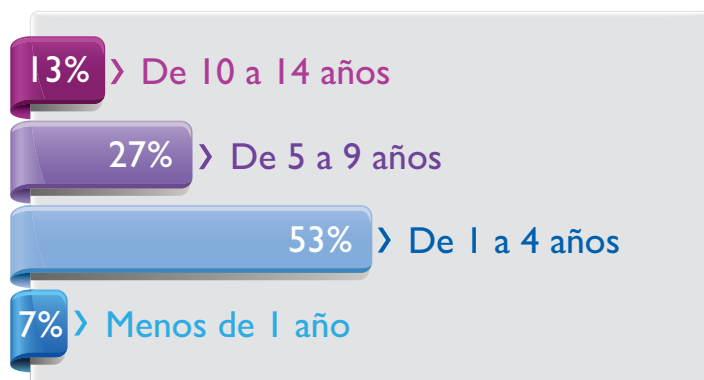 13% › De 10 a 14 años
27% › De 5 a 9 años
53% › De 1 a 4 años
7% › Menos de 1 año